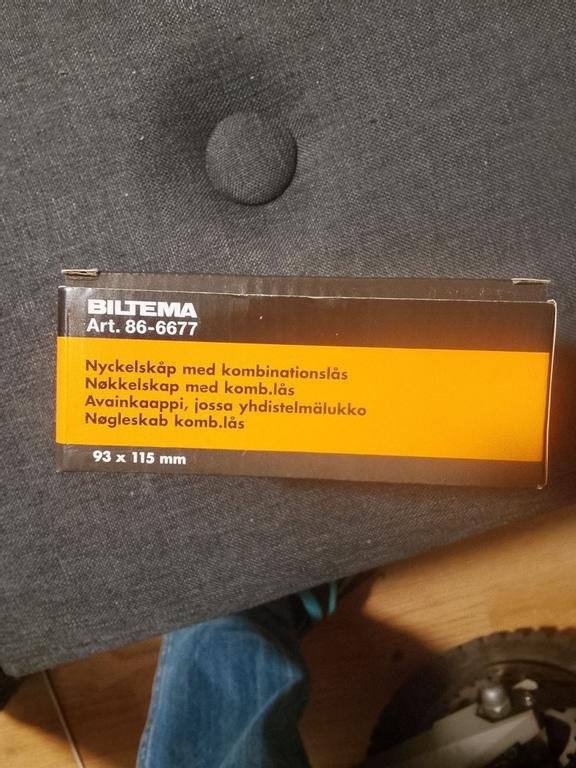 BILTEMA
Art. 86-6677
Nyckelskåp med kombinationslås
Nøkkelskap med komb.lås
Avainkaappi, jossa yhdistelmälukko
Nøgleskab komb.lås
93 x 115 mm